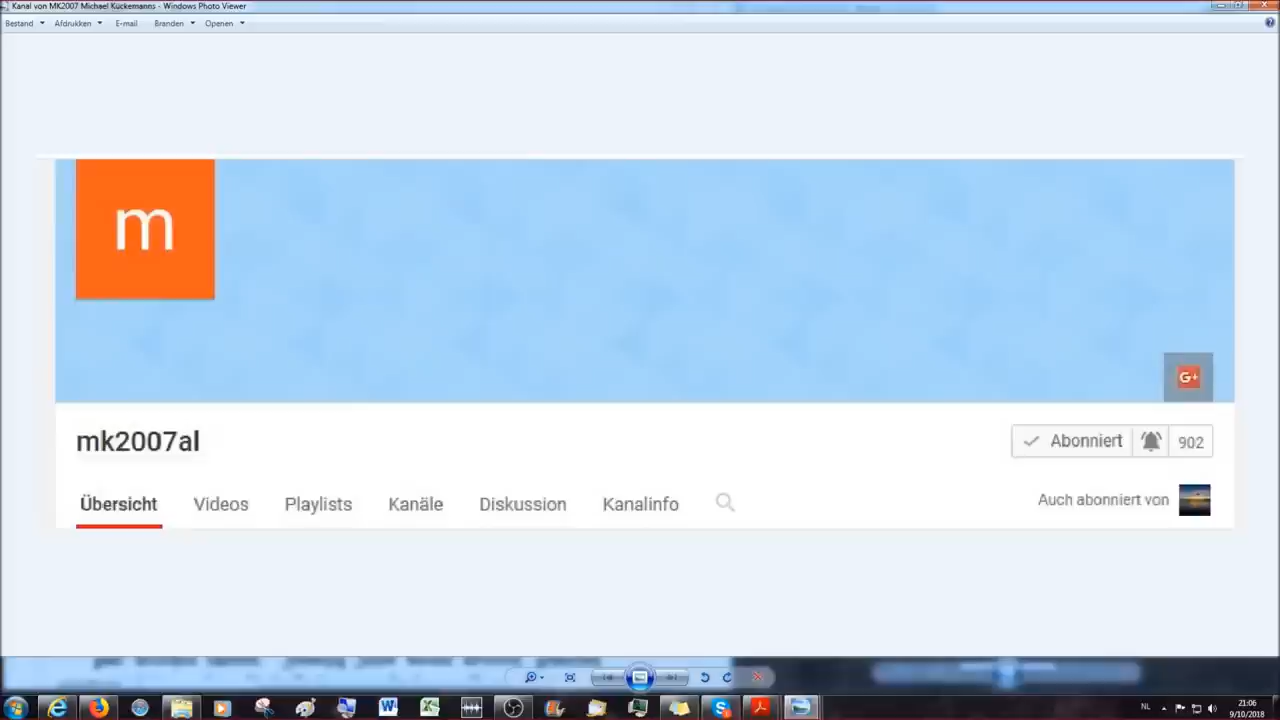 Kanal von MK2007 Michael Kückemanns - Windows Photo Viewer
Bestand Afdrukken E-mail Branden Openen
m
G+
mk2007al
Abonniert 902
Übersicht Videos Playlists Kanäle Diskussion Kanalinfo
Auch abonniert von
NL
21:06
9/10/2018